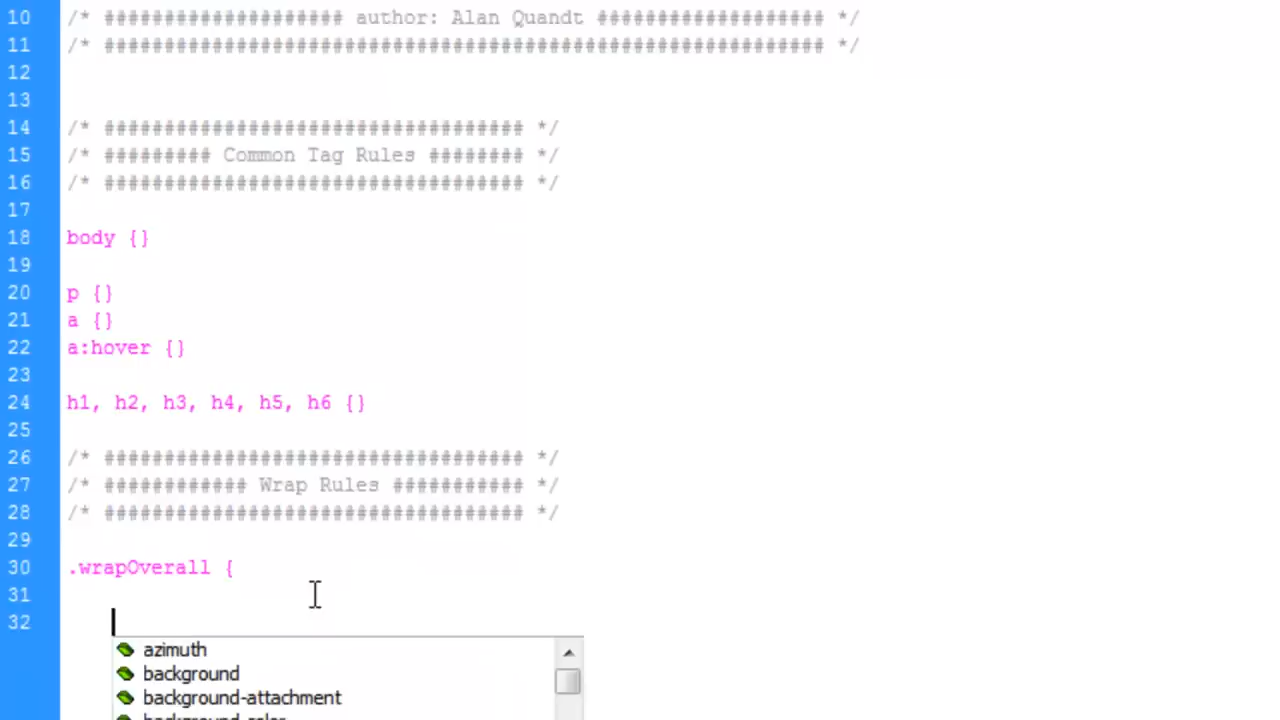 10 /* #################### author: Alan Quandt ################### */
11 /* ############################################################ */
12
13
14 /* ################################### */
15 /* ######### Common Tag Rules ######## */
16 /* ################################### */
17
18 body {}
19
20 p {}
21 a {}
22 a:hover {}
23
24 h1, h2, h3, h4, h5, h6 {}
25
26 /* ################################### */
27 /* ############ Wrap Rules ########### */
28 /* ################################### */
29
30 .wrapOverall {
31
32
azimuth
background
background-attachment
background-color